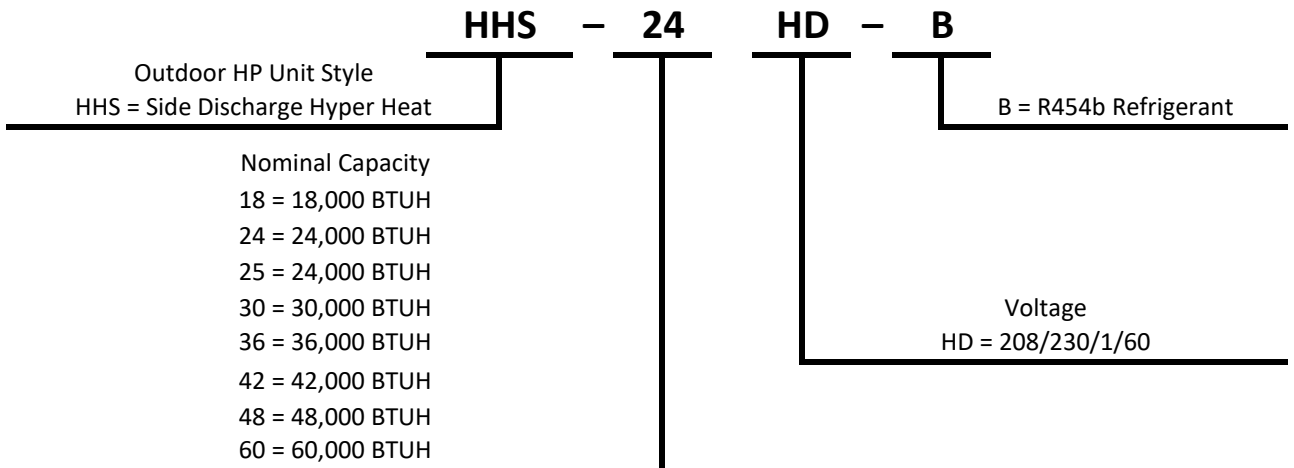 HHS – 24 HD – B
Outdoor HP Unit Style
HHS = Side Discharge Hyper Heat
B = R454b Refrigerant
Nominal Capacity
18 = 18,000 BTUH
24 = 24,000 BTUH
25 = 24,000 BTUH
30 = 30,000 BTUH
36 = 36,000 BTUH
42 = 42,000 BTUH
48 = 48,000 BTUH
60 = 60,000 BTUH
Voltage
HD = 208/230/1/60